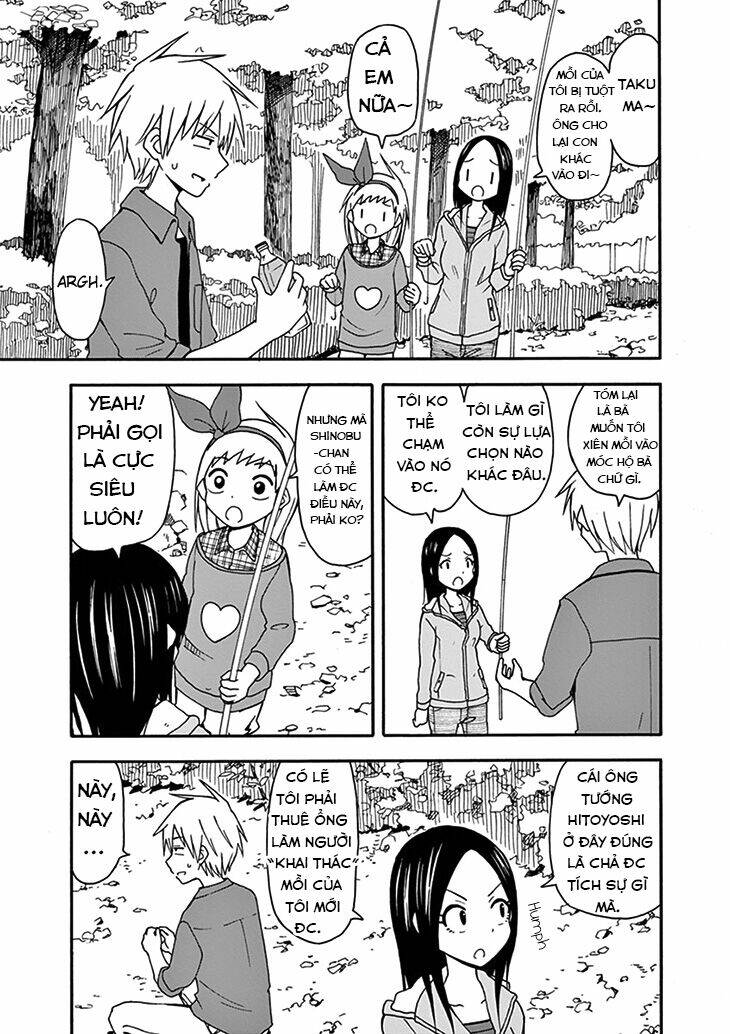 TAKU
MA~
MỒI CỦA
TÔI BỊ TUỘT
RA RỒI.
ÔNG CHO
LẠI CON
KHÁC
VÀO ĐI~
CẢ
EM
NỮA~
ARGH.
TÓM LẠI
LÀ BÀ
MUỐN TÔI
XIÊN MỒI VÀO
MÓC HỘ BÀ
CHỨ GÌ.
TÔI LÀM GÌ
CÒN SỰ LỰA
CHỌN NÀO
KHÁC ĐÂU.
TÔI KO
THỂ
CHẠM
VÀO NÓ
ĐC.
NHƯNG MÀ
SHINOBU-
CHAN
CÓ THỂ
LÀM ĐC
ĐIỀU NÀY,
PHẢI KO?
YEAH!
PHẢI GỌI
LÀ CỰC
SIÊU
LUÔN!
CÁI ÔNG
TƯỚNG
HITOYOSHI
Ở ĐÂY ĐÚNG
LÀ CHẢ ĐC
TÍCH SỰ GÌ
MÀ.
Humph
CÓ LẼ
TÔI PHẢI
THUÊ ỔNG
LÀM NGƯỜI
“KHAI THÁC”
MỒI CỦA
TÔI MỚI
ĐC.
NÀY,
NÀY
...